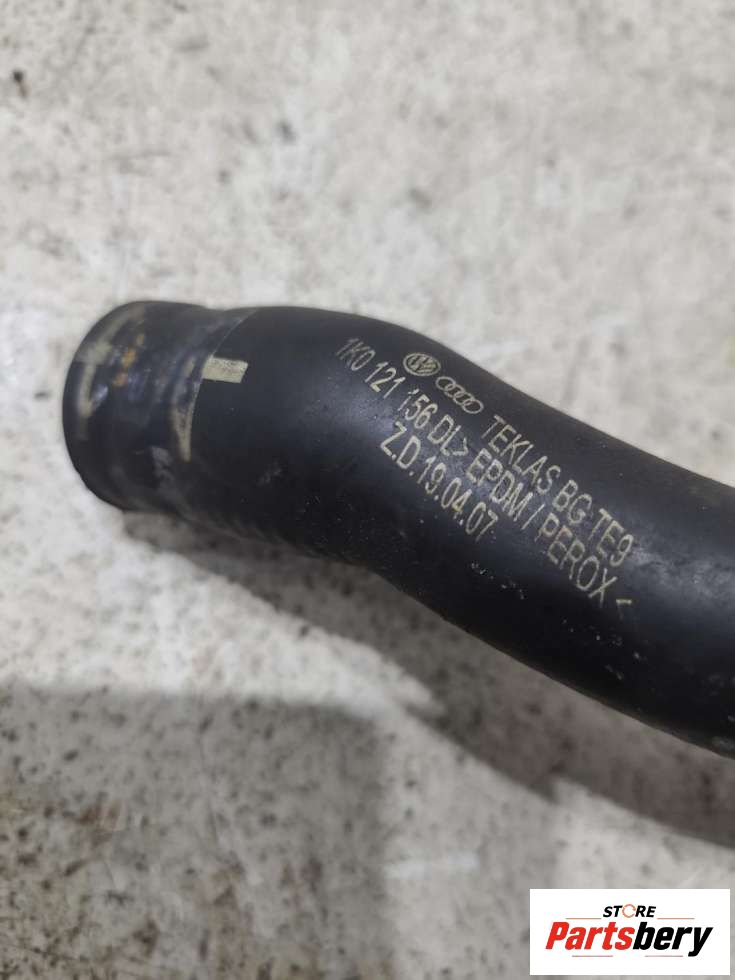 TEKLAS BG TE9
1K0 121 156 DL> EPDM / PEROX <
Z.D.19.04.07
STORE
Partsbery